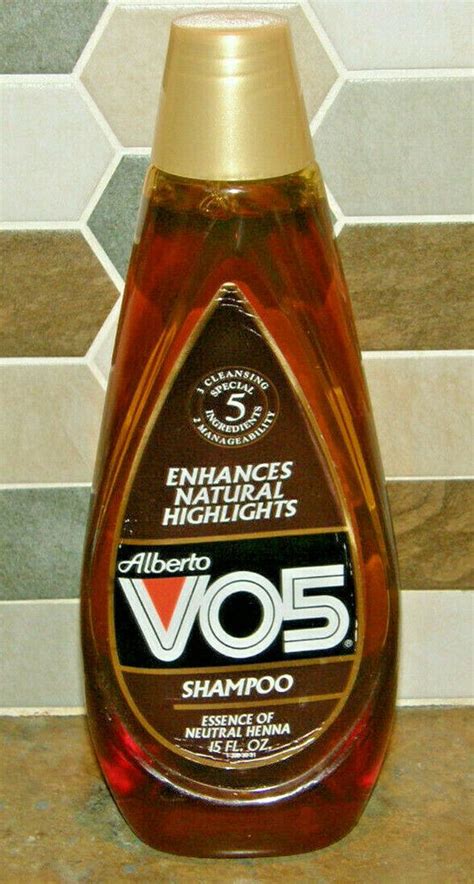 3 CLEANSING
SPECIAL
5
INGREDIENTS
2 MANAGEABILITY
ENHANCES
NATURAL
HIGHLIGHTS
Alberto
VO5®
SHAMPOO
ESSENCE OF
NEUTRAL HENNA
15 FL. OZ.